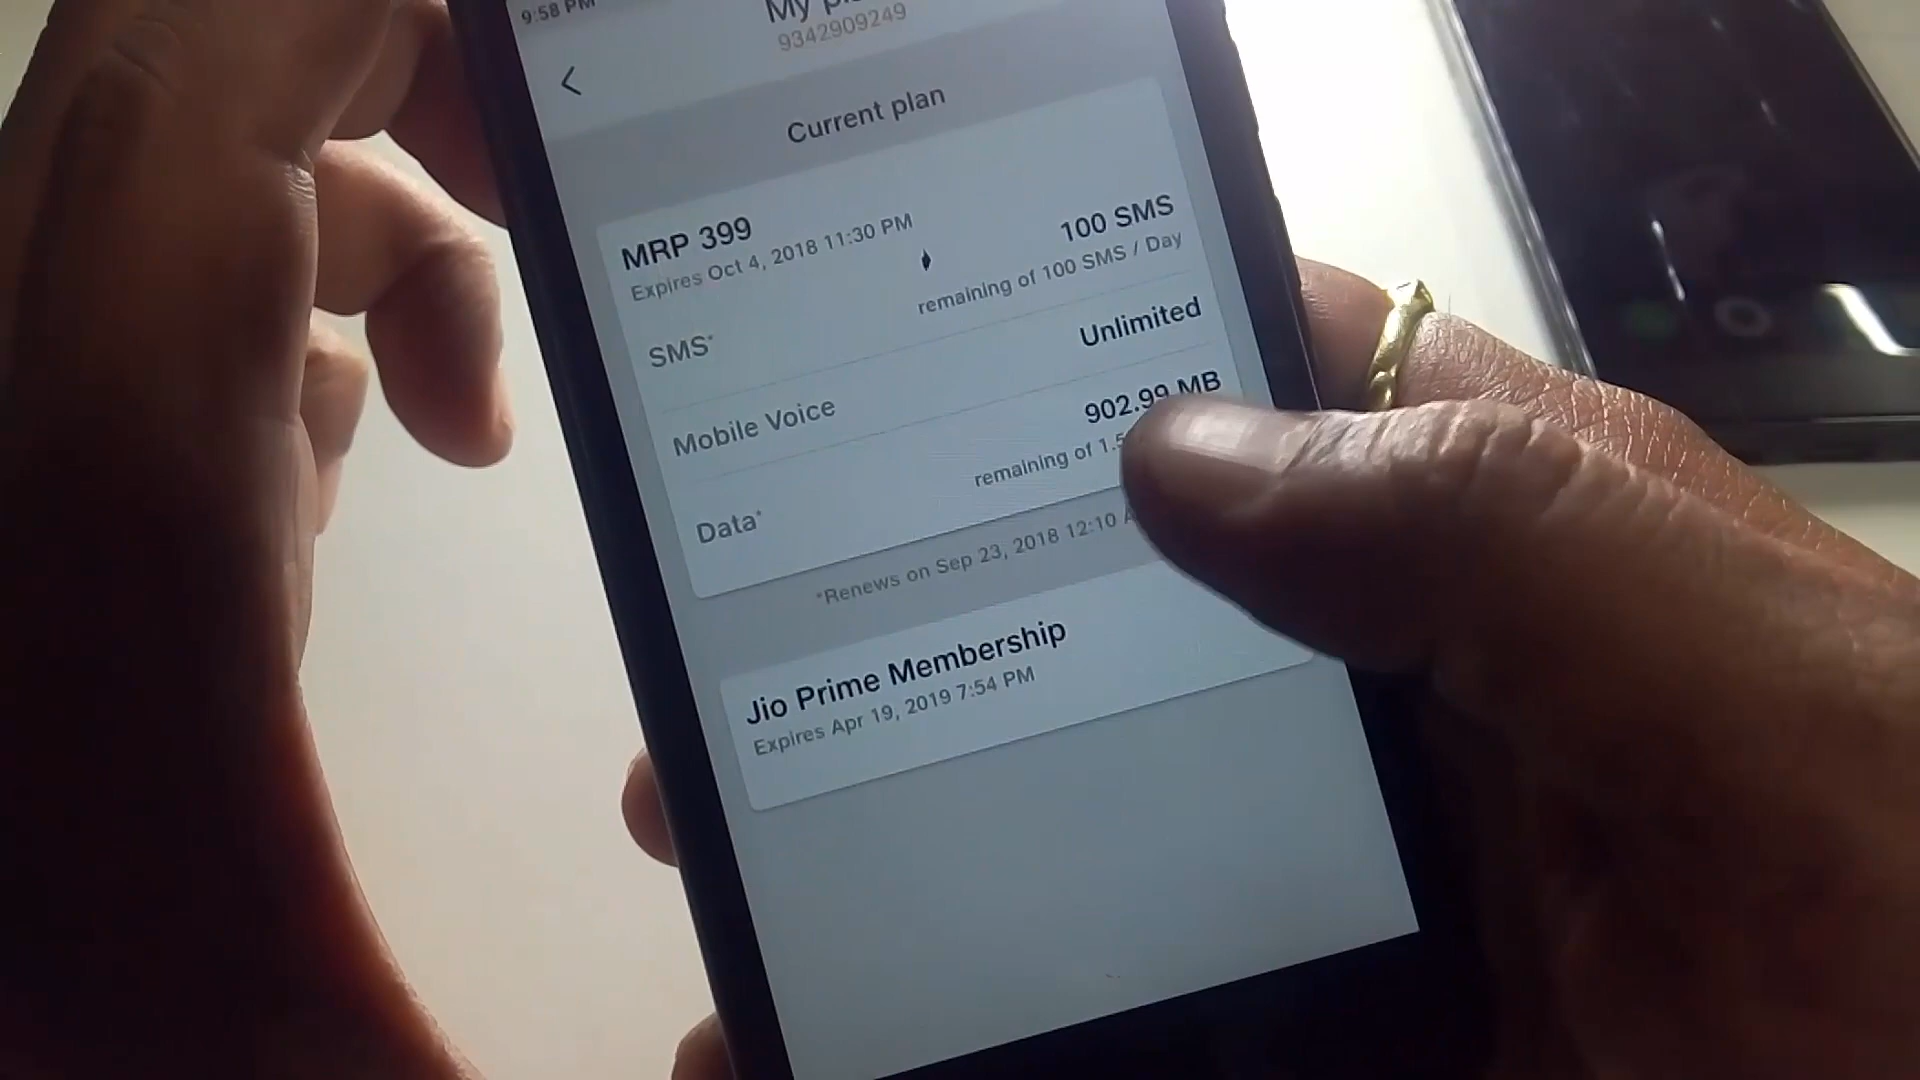 9:58 PM
My
9342909249
Current plan
MRP 399
Expires Oct 4, 2018 11:30 PM
SMS*
100 SMS
remaining of 100 SMS / Day
Mobile Voice
Unlimited
Data*
902.99 MB
remaining of
*Renews on Sep 23, 2018 12:10
Jio Prime Membership
Expires Apr 19, 2019 7:54 PM